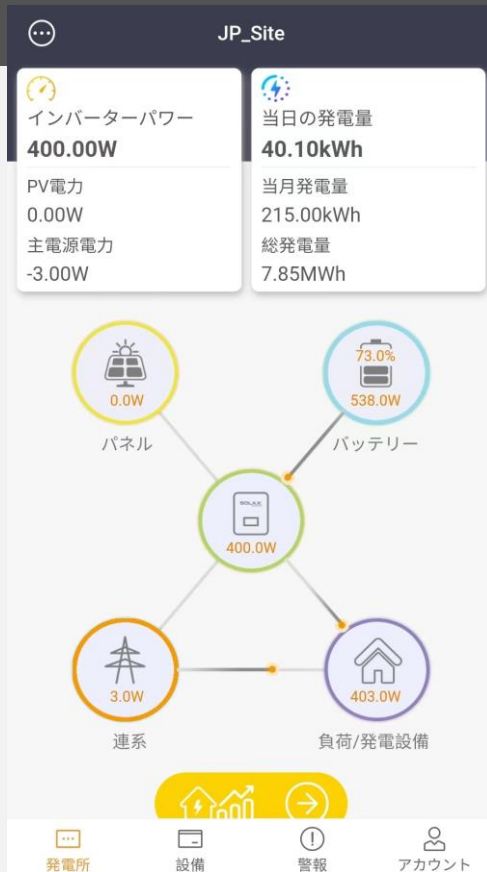 JP_Site
インバーターパワー
400.00W
PV電力
0.00W
主電源電力
-3.00W
当日の発電量
40.10kWh
当月発電量
215.00kWh
総発電量
7.85MWh
0.0W
パネル
73.0%
538.0W
バッテリー
400.0W
3.0W
連系
403.0W
負荷/発電設備
発電所
設備
警報
アカウント